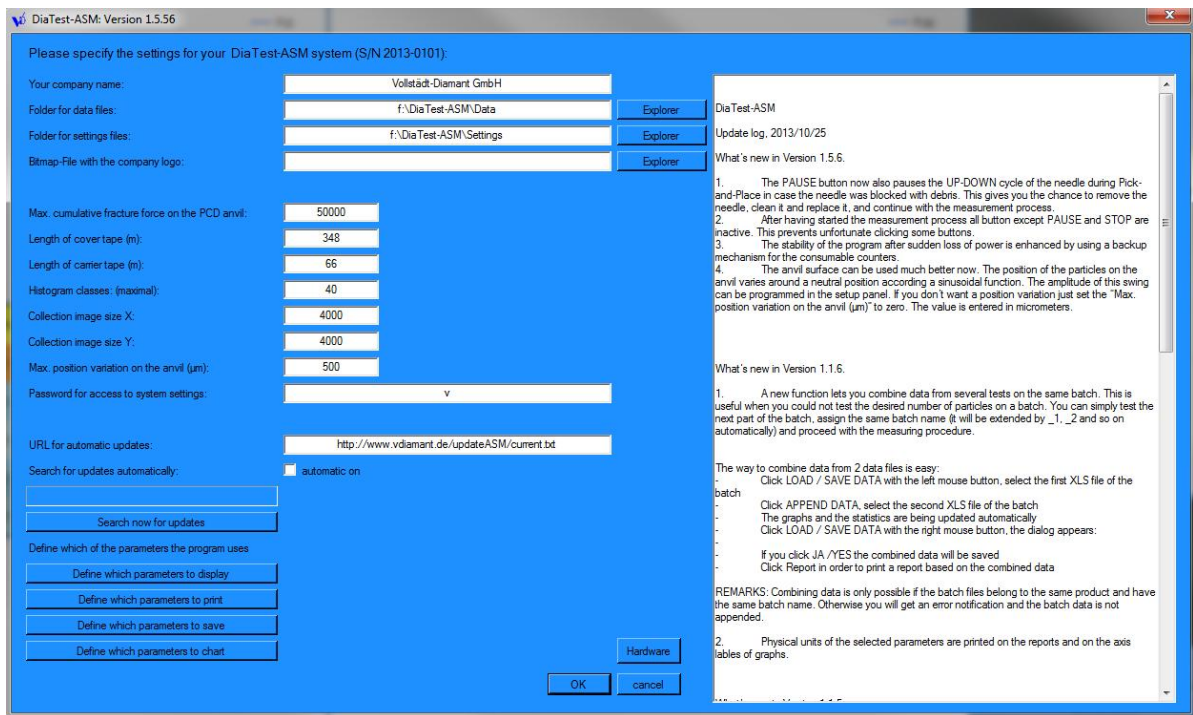 DiaTest-ASM: Version 1.5.56
Please specify the settings for your DiaTest-ASM system (S/N 2013-0101):
Your company name: Vollstädt-Diamant GmbH
Folder for data files: f:\DiaTest-ASM\Data Explorer
Folder for settings files: f:\DiaTest-ASM\Settings Explorer
Bitmap-File with the company logo: Explorer
Max. cumulative fracture force on the PCD anvil: 50000
Length of cover tape (m): 348
Length of carrier tape (m): 66
Histogram classes: (maximal): 40
Collection image size X: 4000
Collection image size Y: 4000
Max. position variation on the anvil (µm): 500
Password for access to system settings: v
URL for automatic updates: http://www.vdiamant.de/updateASM/current.txt
Search for updates automatically: automatic on
Search now for updates
Define which of the parameters the program uses
Define which parameters to display
Define which parameters to print
Define which parameters to save
Define which parameters to chart
Hardware
OK cancel
DiaTest-ASM
Update log, 2013/10/25
What's new in Version 1.5.6.
1. The PAUSE button now also pauses the UP-DOWN cycle of the needle during Pick-
and-Place in case the needle was blocked with debris. This gives you the chance to remove the
needle, clean it and replace it, and continue with the measurement process.
2. After having started the measurement process all button except PAUSE and STOP are
inactive. This prevents unfortunate clicking some buttons.
3. The stability of the program after sudden loss of power is enhanced by using a backup
mechanism for the consumable counters.
4. The anvil surface can be used much better now. The position of the particles on the
anvil varies around a neutral position according a sinusoidal function. The amplitude of this swing
can be programmed in the setup panel. If you don't want a position variation just set the "Max.
position variation on the anvil (µm)" to zero. The value is entered in micrometers.
What's new in Version 1.1.6.
1. A new function lets you combine data from several tests on the same batch. This is
useful when you could not test the desired number of particles on a batch. You can simply test the
next part of the batch, assign the same batch name (it will be extended by _1, _2 and so on
automatically) and proceed with the measuring procedure.
The way to combine data from 2 data files is easy:
- Click LOAD / SAVE DATA with the left mouse button, select the first XLS file of the
batch
- Click APPEND DATA, select the second XLS file of the batch
- The graphs and the statistics are being updated automatically
- Click LOAD / SAVE DATA with the right mouse button, the dialog appears:
-
- If you click JA /YES the combined data will be saved
- Click Report in order to print a report based on the combined data
REMARKS: Combining data is only possible if the batch files belong to the same product and have
the same batch name. Otherwise you will get an error notification and the batch data is not
appended.
2. Physical units of the selected parameters are printed on the reports and on the axis
lables of graphs.